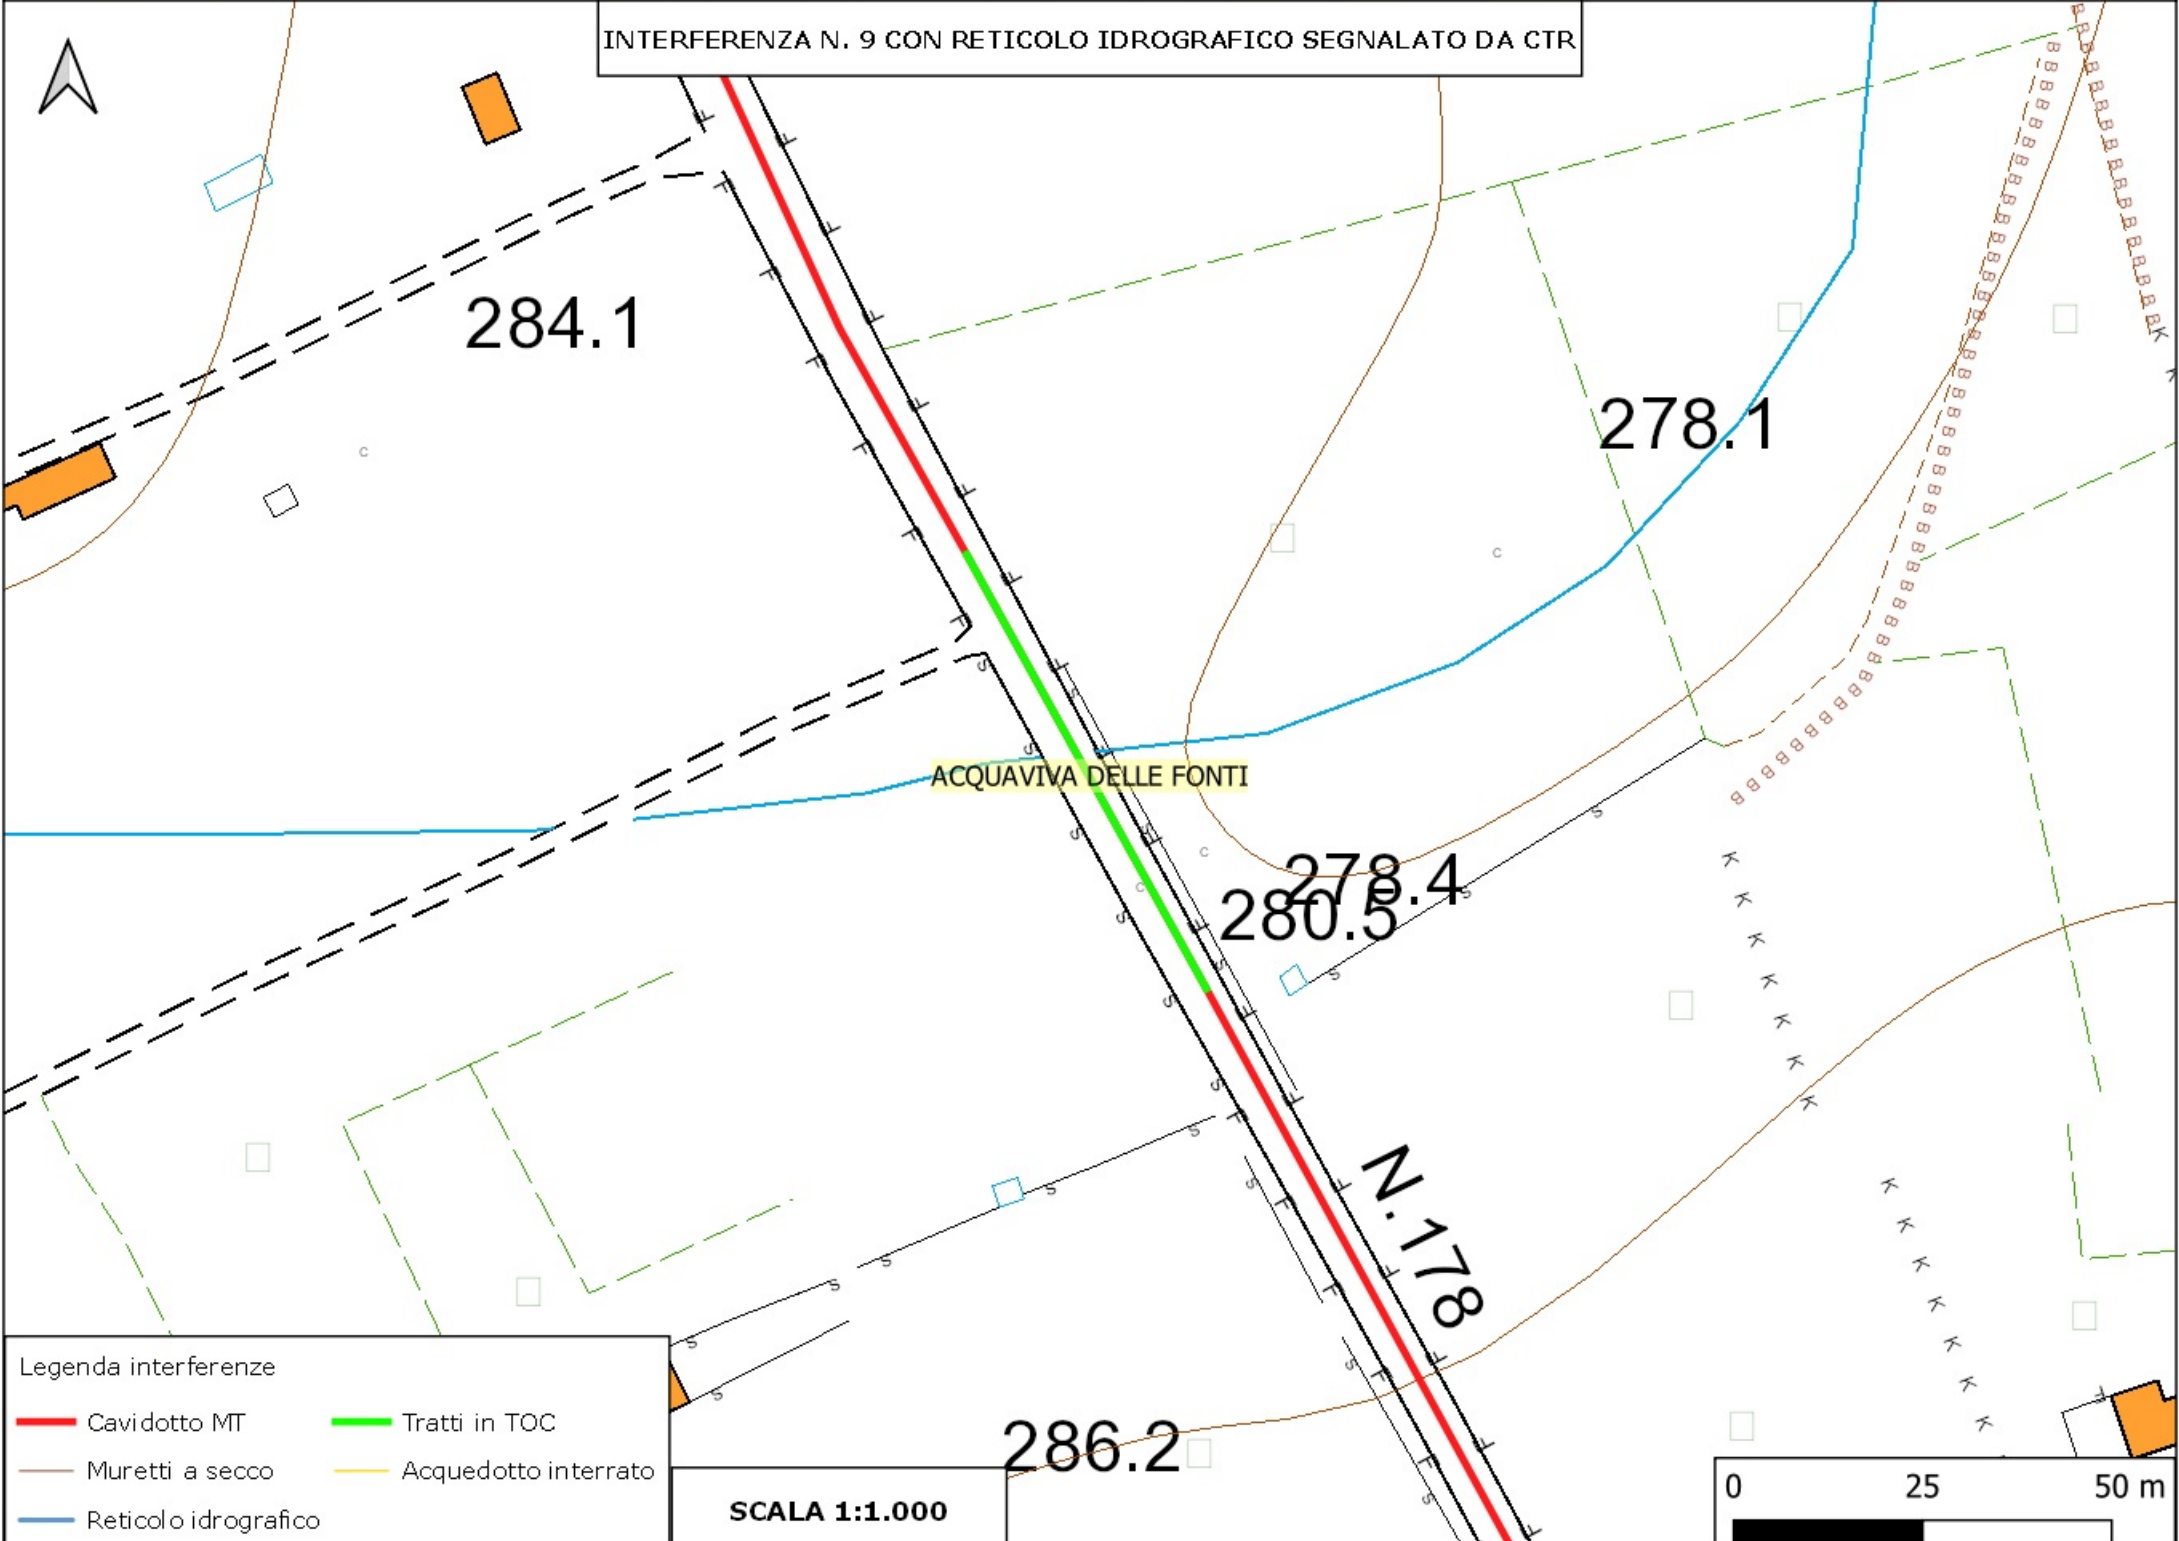 INTERFERENZA N. 9 CON RETICOLO IDROGRAFICO SEGNALATO DA CTR
284.1
278.1
ACQUAVIVA DELLE FONTI
278.4
280.5
N. 178
286.2
Legenda interferenze
Cavidotto MT
Tratti in TOC
Muretti a secco
Acquedotto interrato
Reticolo idrografico
SCALA 1:1.000
0 25 50 m